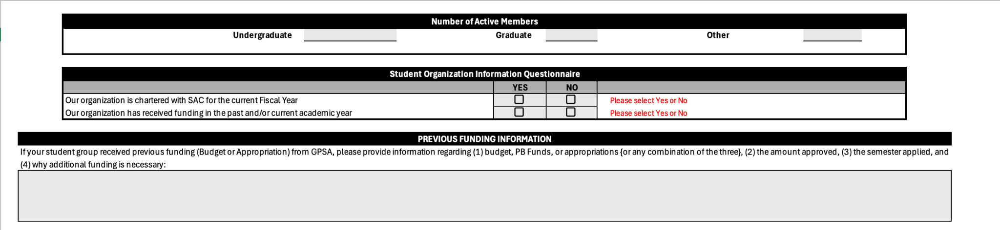 Number of Active Members
Undergraduate Graduate Other
Student Organization Information Questionnaire
YES NO
Our organization is chartered with SAC for the current Fiscal Year Please select Yes or No
Our organization has received funding in the past and/or current academic year Please select Yes or No
PREVIOUS FUNDING INFORMATION
If your student group received previous funding (Budget or Appropriation) from GPSA, please provide information regarding (1) budget, PB Funds, or appropriations {or any combination of the three}, (2) the amount approved, (3) the semester applied, and
(4) why additional funding is necessary: